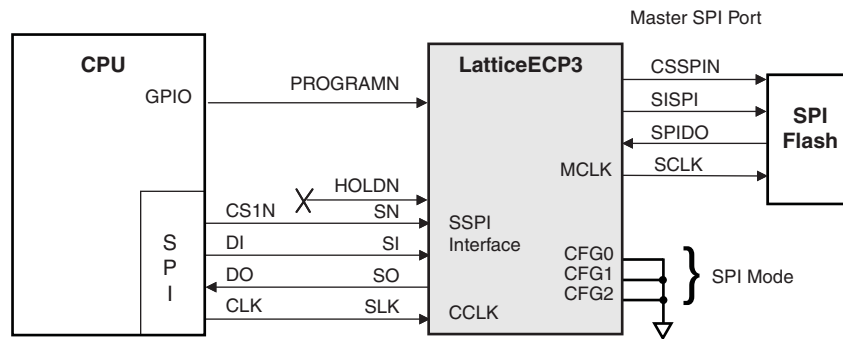 Master SPI Port
CPU
LatticeECP3
GPIO
PROGRAMN
CSSPIN
SISPI
SPIDO
MCLK
SCLK
SPI
Flash
HOLDN
CS1N
SN
DI
SI
DO
SO
CLK
SLK
S
P
I
SSPI
Interface
CCLK
CFG0
CFG1
CFG2
SPI Mode